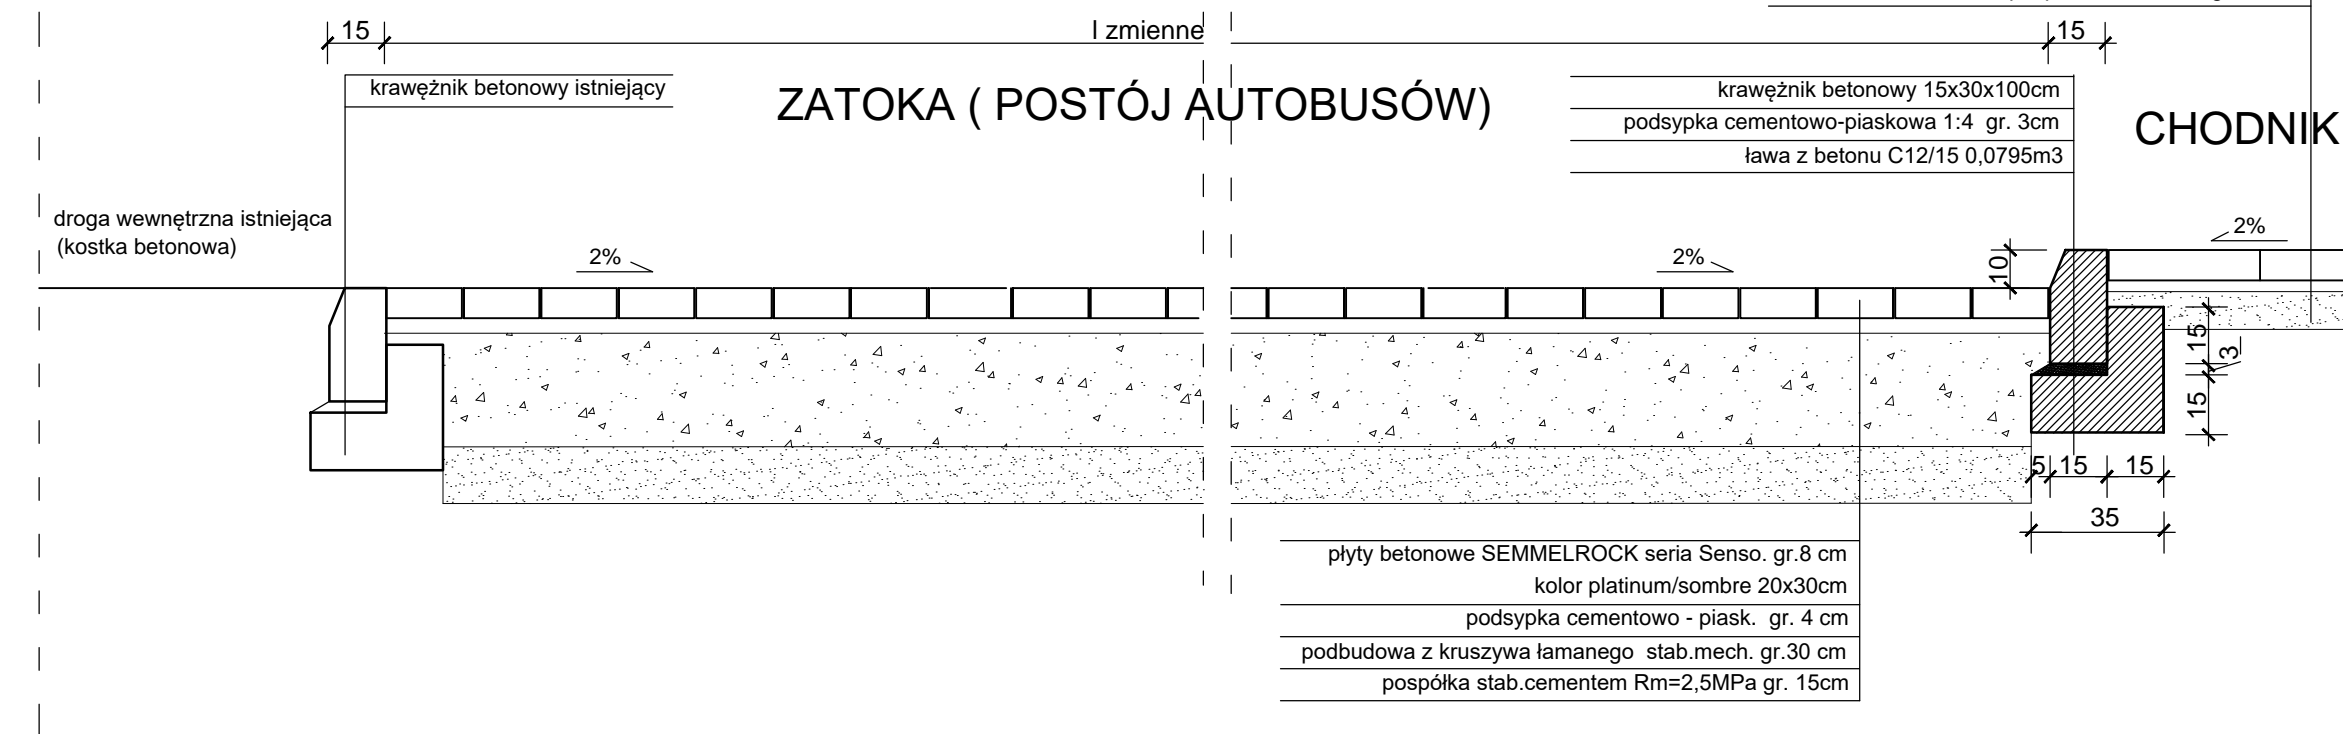 15
l zmienne
15
krawężnik betonowy istniejący
ZATOKA ( POSTÓJ AUTOBUSÓW)
krawężnik betonowy 15x30x100cm
podsypka cementowo-piaskowa 1:4 gr. 3cm
ława z betonu C12/15 0,0795m3
CHODNIK
droga wewnętrzna istniejąca
(kostka betonowa)
2%
2%
2%
10
15
3
15
5
15
15
35
płyty betonowe SEMMELROCK seria Senso. gr.8 cm
kolor platinum/sombre 20x30cm
podsypka cementowo - piask. gr. 4 cm
podbudowa z kruszywa łamanego stab.mech. gr.30 cm
pospółka stab.cementem Rm=2,5MPa gr. 15cm